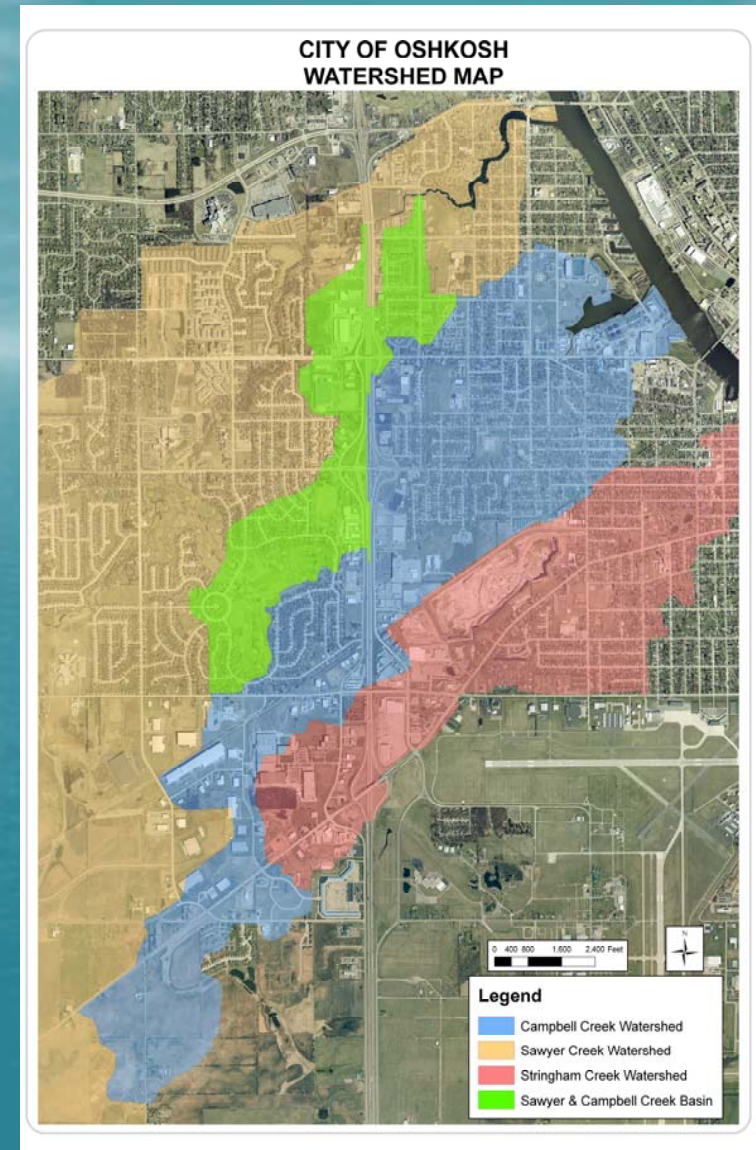 CITY OF OSHKOSH
WATERSHED MAP
N
0 400 800 1,600 2,400 Feet
Legend
Campbell Creek Watershed
Sawyer Creek Watershed
Stringham Creek Watershed
Sawyer & Campbell Creek Basin